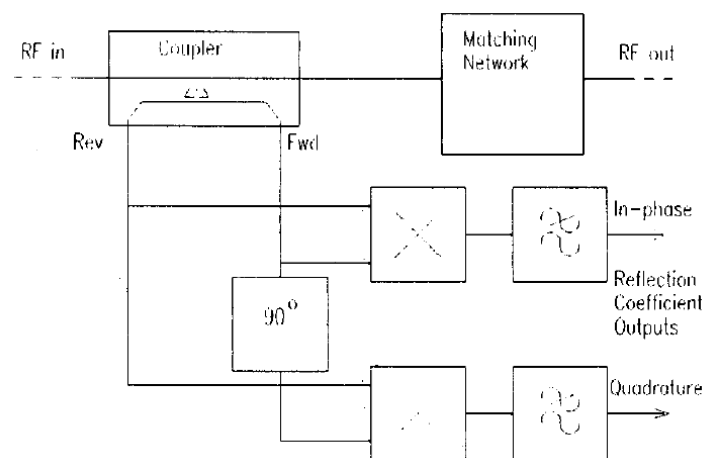 RF in
Coupler
Matching
Network
RF out
Rev
Fwd
In-phase
Reflection
Coefficient
Outputs
90°
Quadrature